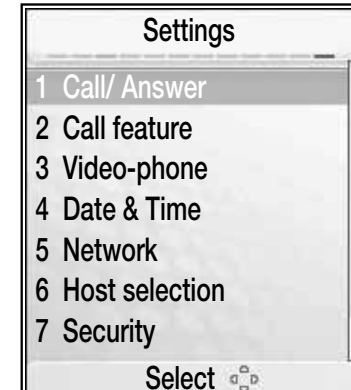 Settings
1 Call/ Answer
2 Call feature
3 Video-phone
4 Date & Time
5 Network
6 Host selection
7 Security
Select